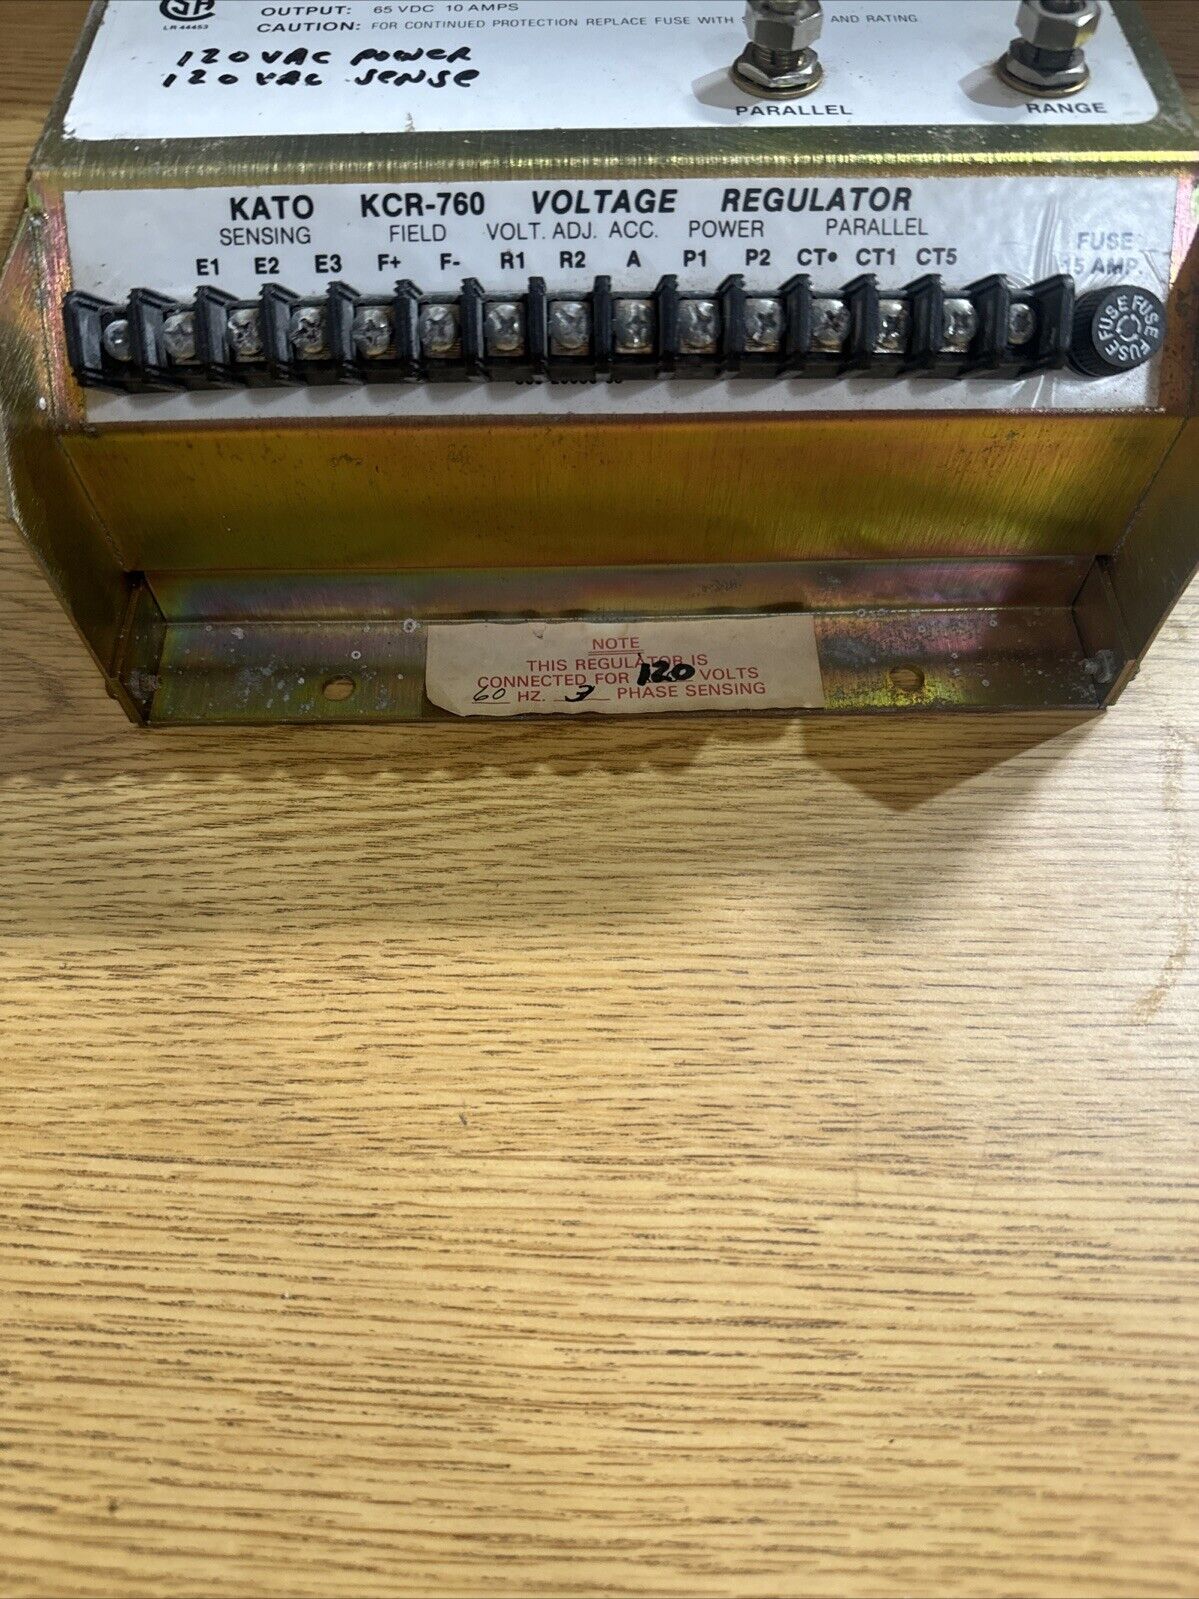 SA
LR 44453
OUTPUT: 65 VDC 10 AMPS
CAUTION: FOR CONTINUED PROTECTION REPLACE FUSE WITH AND RATING.
120 VAC POWER
120 VAC SENSE
PARALLEL RANGE
KATO KCR-760 VOLTAGE REGULATOR
SENSING FIELD VOLT. ADJ. ACC. POWER PARALLEL
E1 E2 E3 F+ F- R1 R2 A P1 P2 CT• CT1 CT5
FUSE
15 AMP.
FUSE FUSE FUSE
NOTE
THIS REGULATOR IS
CONNECTED FOR 120 VOLTS
60 HZ. 3 PHASE SENSING